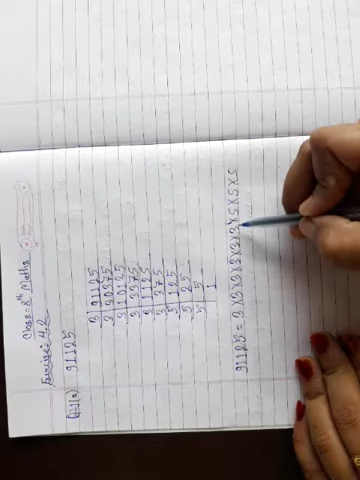 Class:- 8th Maths
Exercise:- 4.2
Q.1(a) 91125
3 91125
3 30375
3 10125
3 3375
3 1125
3 375
5 125
5 25
5 5
1
91125 = 3×3×3×3×3×3×5×5×5